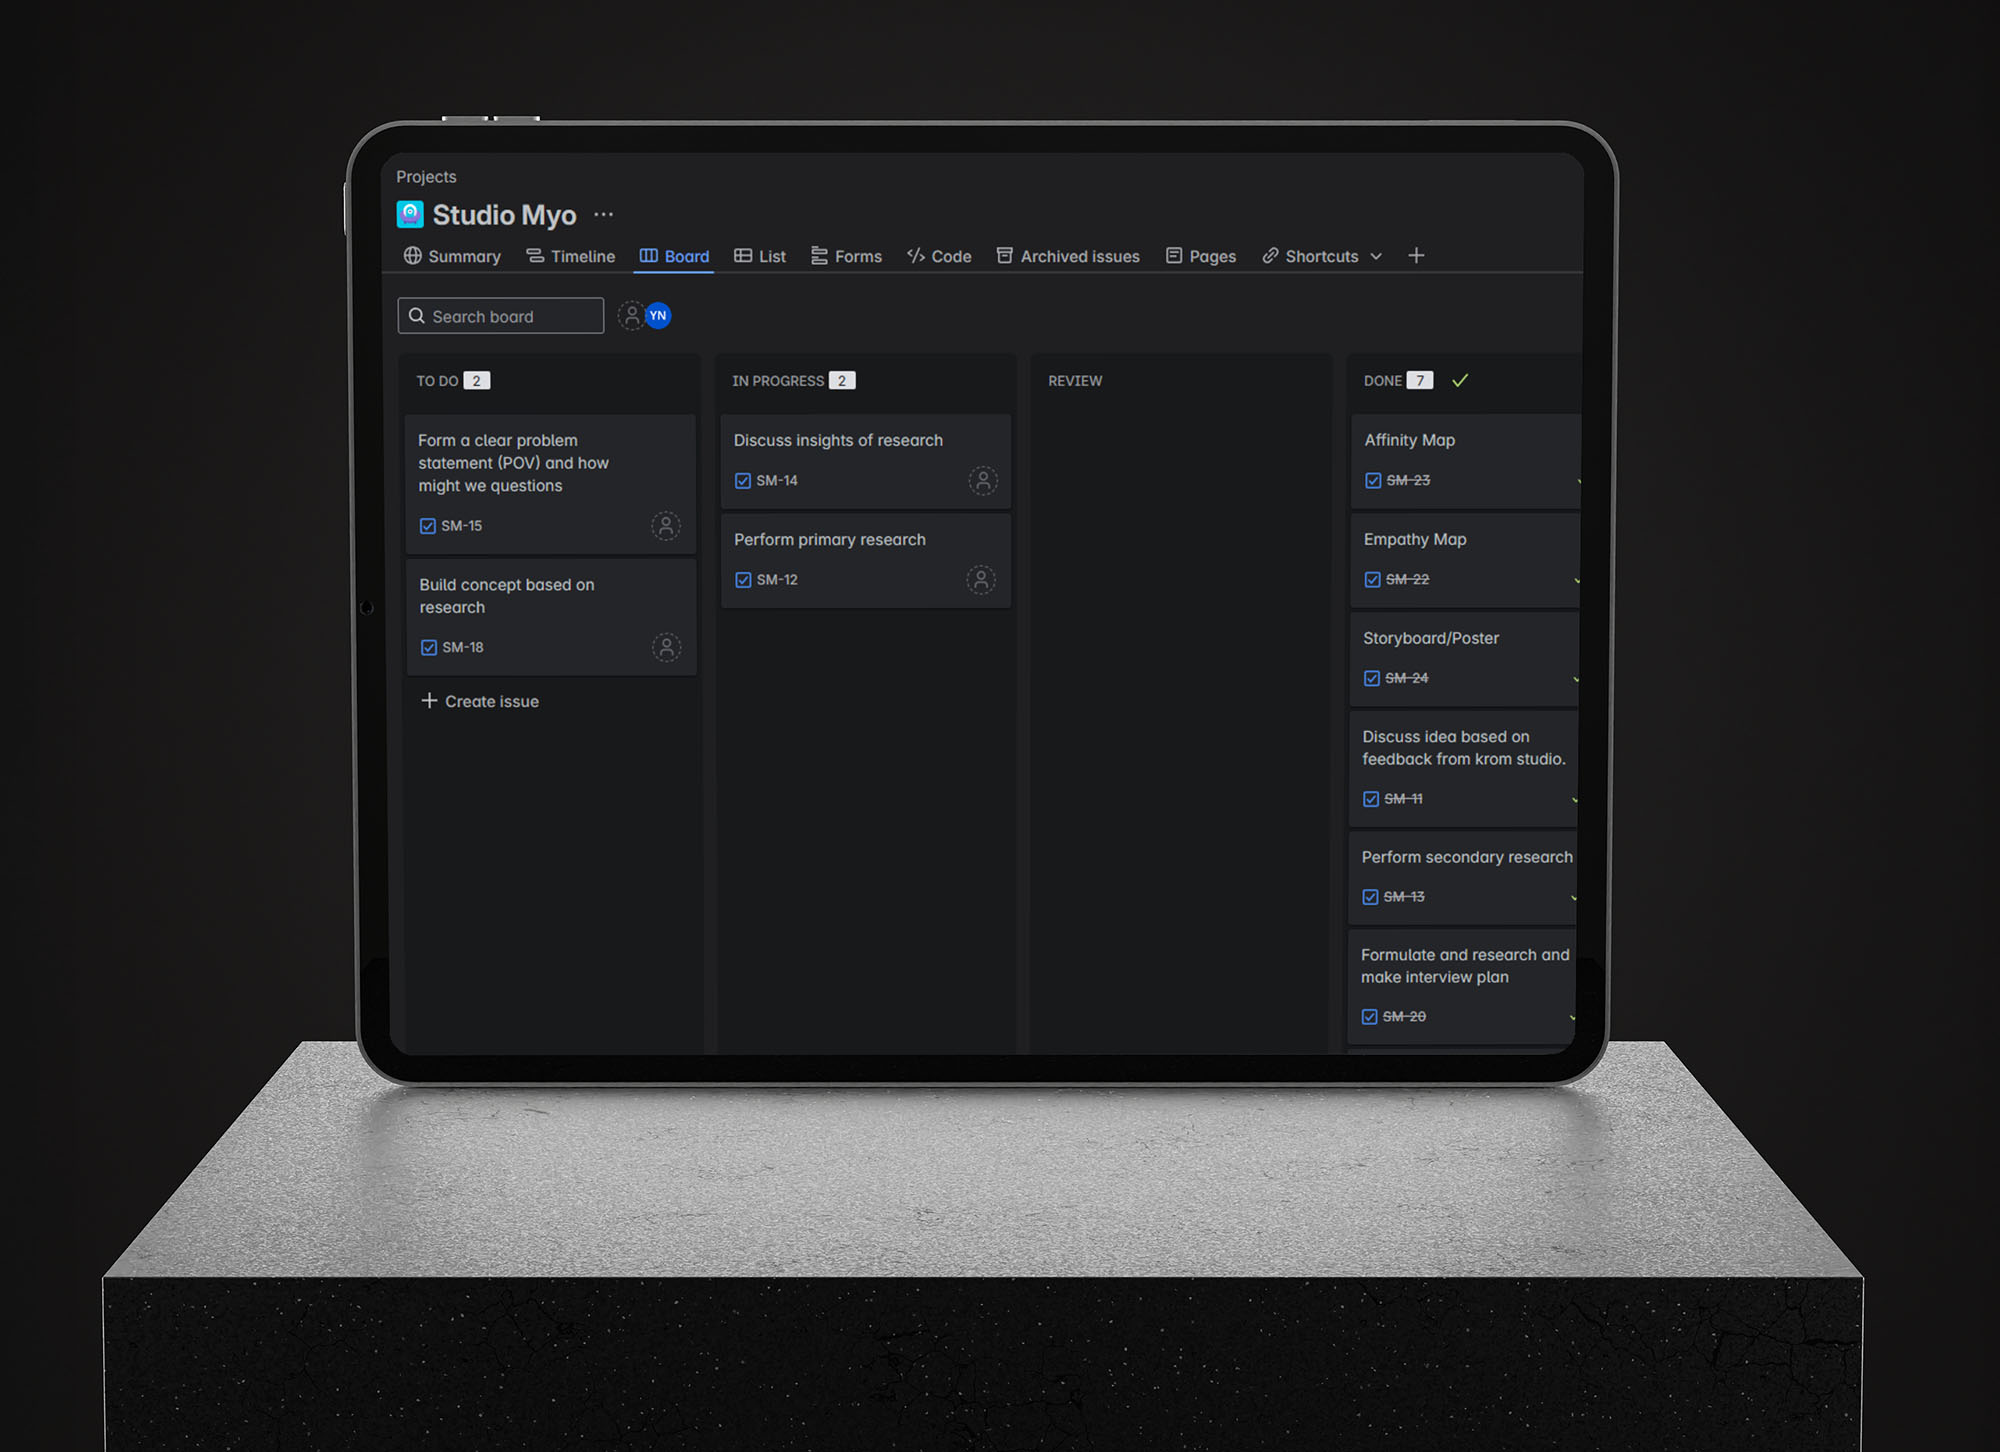 Projects
Studio Myo
Summary Timeline Board List Forms Code Archived issues Pages Shortcuts
Search board
YN
TO DO 2
Form a clear problem
statement (POV) and how
might we questions
SM-15
Build concept based on
research
SM-18
Create issue
IN PROGRESS 2
Discuss insights of research
SM-14
Perform primary research
SM-12
REVIEW
DONE 7
Affinity Map
SM-23
Empathy Map
SM-22
Storyboard/Poster
SM-24
Discuss idea based on
feedback from krom studio.
SM-11
Perform secondary research
SM-13
Formulate and research and
make interview plan
SM-20